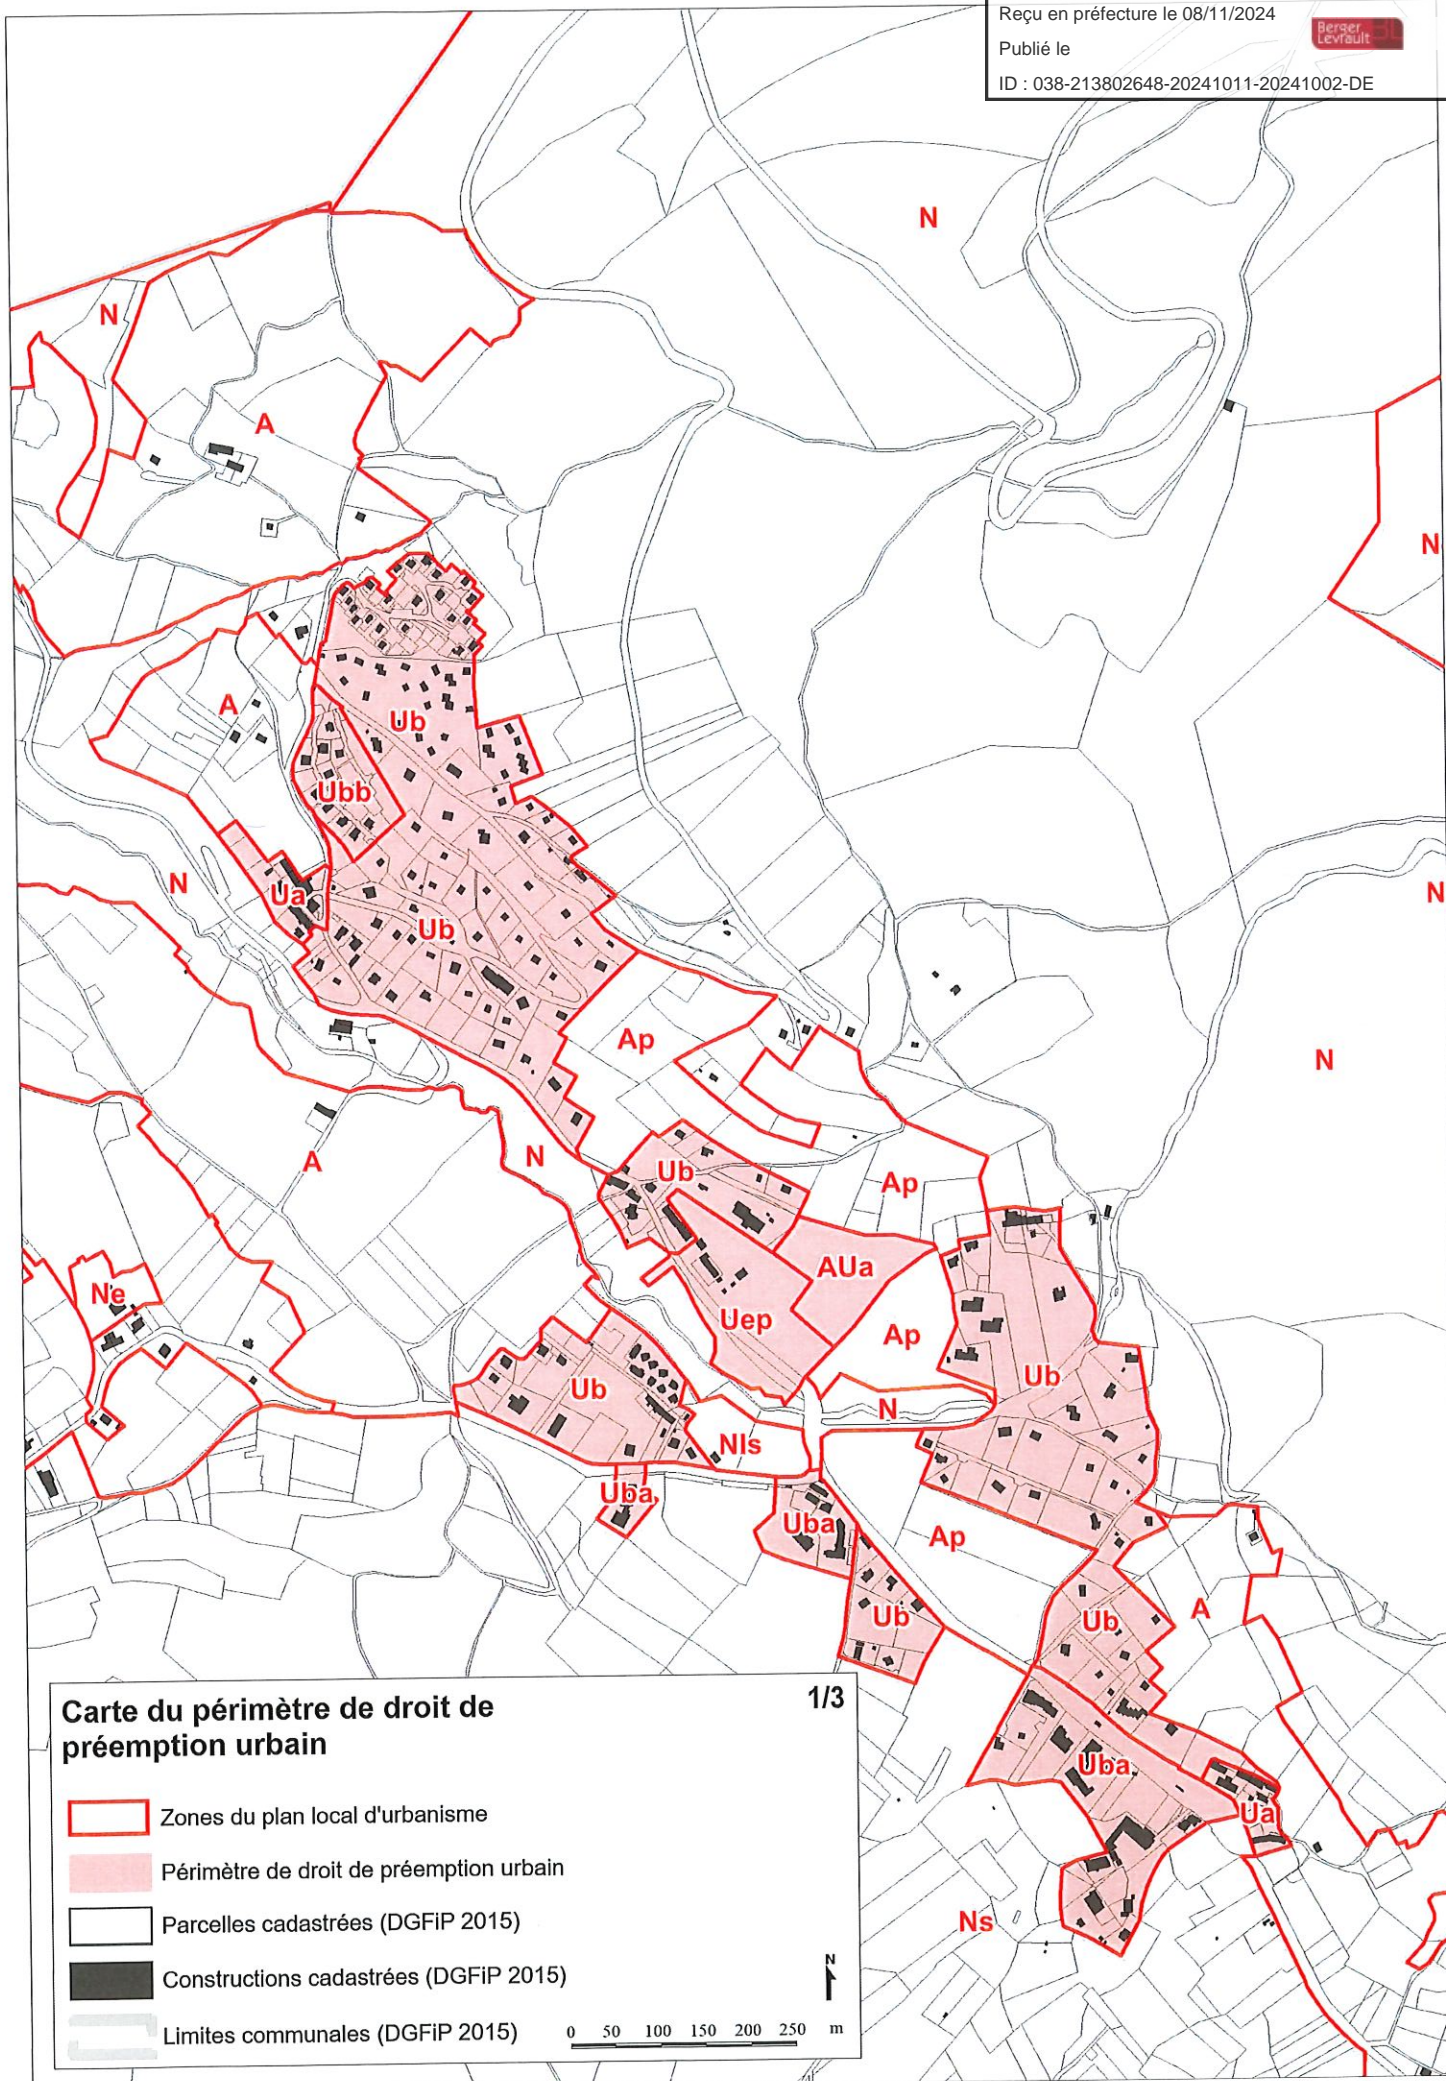 Reçu en préfecture le 08/11/2024
Publié le
ID : 038-213802648-20241011-20241002-DE
Berger
Levrault
N
N
A
N
A
Ub
Ubb
N
Ua
N
Ub
Ap
N
A
N
Ub
Ap
AUa
Ne
Uep
Ap
Ub
Ub
N
Nls
Uba
Uba
Ap
Ub
Ub
A
Uba
Ua
Ns
Carte du périmètre de droit de
préemption urbain
1/3
Zones du plan local d'urbanisme
Périmètre de droit de préemption urbain
Parcelles cadastrées (DGFiP 2015)
Constructions cadastrées (DGFiP 2015)
Limites communales (DGFiP 2015)
N
0 50 100 150 200 250 m